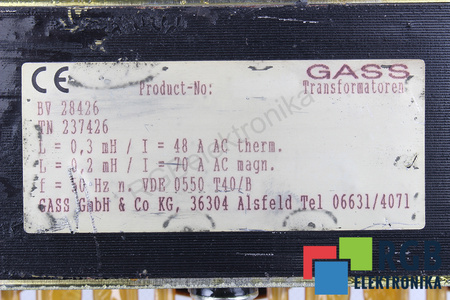 CE
GASS
Product-No:
Transformatoren
BV 28426
TN 237426
L = 0,3 mH / I = 48 A AC therm.
L = 0,2 mH / I = 70 A AC magn.
f = 50 Hz n. VDE 0550 T40/B
GASS GmbH & Co KG, 36304 Alsfeld Tel 06631/4071
RGB
ELEKTRONIKA